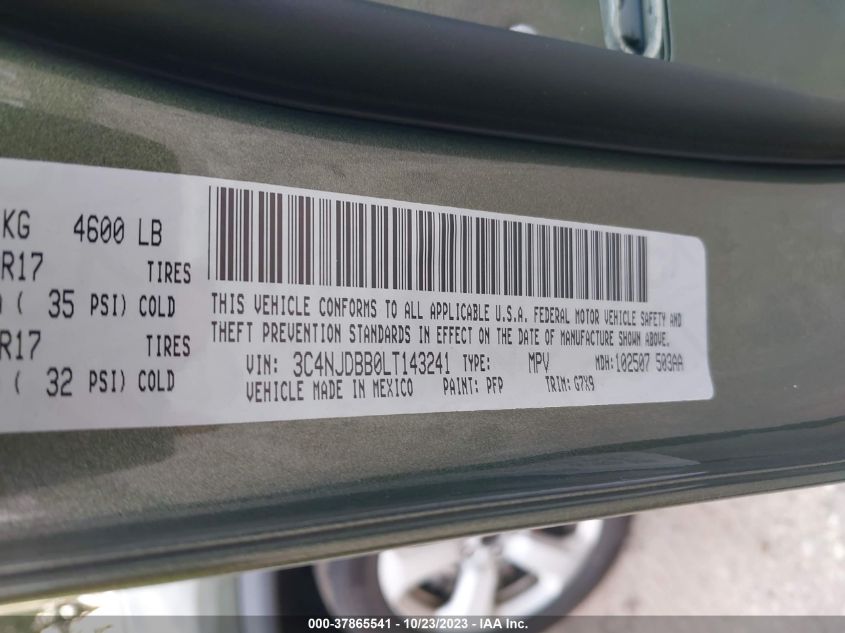 KG 4600 LB
R17 TIRES
( 35 PSI) COLD
R17 TIRES
( 32 PSI) COLD
THIS VEHICLE CONFORMS TO ALL APPLICABLE U.S.A. FEDERAL MOTOR VEHICLE SAFETY AND
THEFT PREVENTION STANDARDS IN EFFECT ON THE DATE OF MANUFACTURE SHOWN ABOVE.
VIN: 3C4NJDBB0LT143241 TYPE: MPV MDH:102507 503AA
VEHICLE MADE IN MEXICO PAINT: PFP TRIM: G7X9
000-37865541 - 10/23/2023 - IAA Inc.